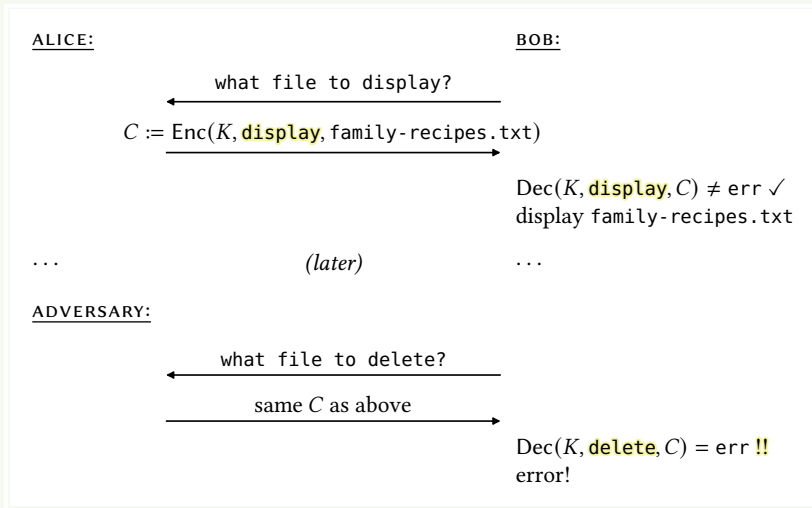 ALICE:
BOB:
what file to display?
C := Enc(K, display, family-recipes.txt)
Dec(K, display, C) ≠ err ✓
display family-recipes.txt
· · ·
(later)
· · ·
ADVERSARY:
what file to delete?
same C as above
Dec(K, delete, C) = err !!
error!